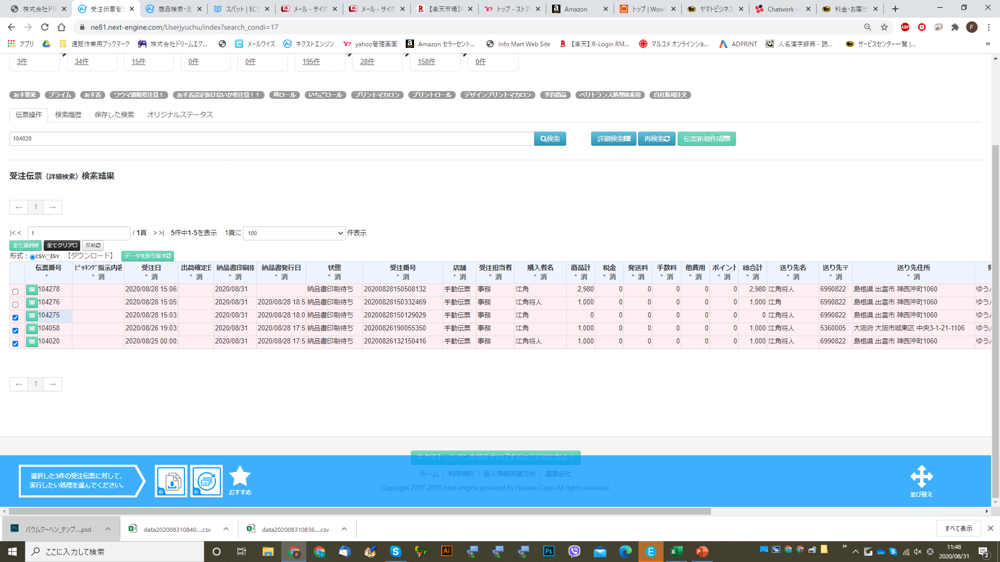 株式会社ドリ
受注伝票管
商品検索・登
スパット | ECサ
メール - サイボ
メール - サイボ
【楽天市場】
トップ - ストア
Amazon
トップ | Wow!
ヤマトビジネス
Chatwork -
料金・お届け
ne81.next-engine.com/Userjyuchu/index?search_condi=17
アプリ
通販作業用ブックマーク
株式会社ドリームエク...
メールワイズ
ネクストエンジン
yahoo管理画面
Amazon セラーセント...
Info Mart Web Site
【楽天】 R-Login RM...
マルコメ オンラインショ...
ADPRINT
人名漢字辞典 - 読...
サービスセンター一覧 |...
3件 34件 15件 0件 0件 195件 28件 158件 0件
あす楽系 プライム あす着 ワウマ期限要注意！ あす着設定抜けないか要注意！！ 苺ロール いちごロール プリントマカロン プリントロール デザインプリントマカロン 予約商品 ベリトランス処理検索用 自社新規注文
伝票操作 検索履歴 保存した検索 オリジナルステータス
104020 検索 詳細検索 再検索 伝票新規作成
受注伝票（詳細検索）検索結果
← 1 →
|< < 1 / 1頁 > >| 5件中1-5を表示 1頁に 100 件表示
全て選択 全てクリア 反転
形式： csv tsv 【ダウンロード】 データを折り返す
伝票番号 ﾋﾟｯｷﾝｸﾞ指示内容 受注日 出荷確定日 納品書印刷指 納品書発行日 状態 受注番号 店舗 受注担当者 購入者名 商品計 税金 発送料 手数料 他費用 ポイント 総合計 送り先名 送り先〒 送り先住所
* * 消 * 消 * 消 * 消 * 消 * 消 * 消 * 消 * 消 * 消 * 消 * 消 * 消 * 消 * 消 * 消 * 消 * 消 * 消 * 消
104278 2020/08/28 15:06: 2020/08/31 納品書印刷待ち 20200828150508132 手動伝票 事務 江角 2,980 0 0 0 0 0 2,980 江角将人 6990822 島根県 出雲市 神西沖町1060 ゆう
104276 2020/08/28 15:05: 2020/08/31 2020/08/28 18:5 納品書印刷待ち 20200828150332469 手動伝票 事務 江角将人 1,000 0 0 0 0 0 1,000 江角 6990822 島根県 出雲市 神西沖町1060 ゆう
104275 2020/08/28 15:03: 2020/08/31 2020/08/28 18:0 納品書印刷待ち 20200828150129029 手動伝票 事務 江角 0 0 0 0 0 0 0 江角将人 6990822 島根県 出雲市 神西沖町1060 ゆう
104058 2020/08/26 19:03: 2020/08/31 2020/08/28 17:5 納品書印刷待ち 20200826190055350 手動伝票 事務 江角 1,000 0 0 0 0 0 1,000 江角将人 5360005 大阪府 大阪市城東区 中央3-1-21-1106 ゆう
104020 2020/08/25 00:00: 2020/08/31 2020/08/28 17:5 納品書印刷待ち 20200826132150416 手動伝票 事務 江角将人 1,000 0 0 0 0 0 1,000 江角将人 6990822 島根県 出雲市 神西沖町1060 ゆう
← 1 →
ネクストエンジンを紹介すればするほどお得になる！
選択した3件の受注伝票に対して、
実行したい処理を選んでください。
おすすめ
ホーム | 利用規約 | 個人情報保護方針 | 運営会社
Copyright 2007-2020 next-engine powered by Hamee Corp. All rights reserved.
並び替え
バウムクーヘン_テンプ....psd
data202008310840....csv
data202008310836....csv
すべて表示
ここに入力して検索
11:48
2020/08/31
2